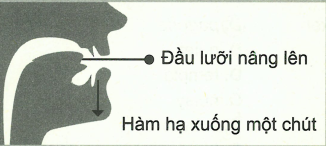 Đầu lưỡi nâng lên
Hàm hạ xuống một chút